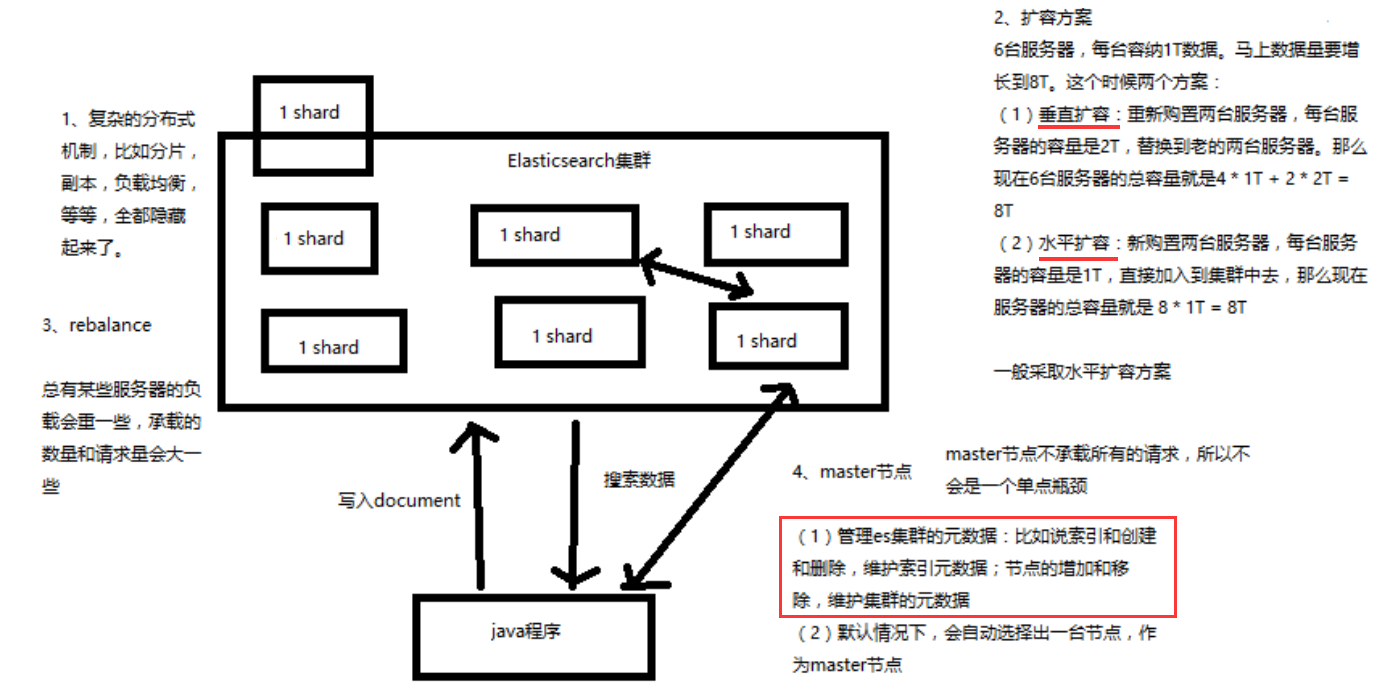 1、复杂的分布式
机制，比如分片，
副本，负载均衡，
等等，全都隐藏
起来了。
1 shard
Elasticsearch集群
1 shard
1 shard
1 shard
1 shard
1 shard
1 shard
2、扩容方案
6台服务器，每台容纳1T数据。马上数据量要增
长到8T。这个时候两个方案：
（1）垂直扩容：重新购置两台服务器，每台服
务器的容量是2T，替换到老的两台服务器。那么
现在6台服务器的总容量就是4 * 1T + 2 * 2T =
8T
（2）水平扩容：新购置两台服务器，每台服务
器的容量是1T，直接加入到集群中去，那么现在
服务器的总容量就是 8 * 1T = 8T
一般采取水平扩容方案
3、rebalance
总有某些服务器的负
载会重一些，承载的
数量和请求量会大一
些
写入document
搜索数据
java程序
4、master节点
master节点不承载所有的请求，所以不
会是一个单点瓶颈
（1）管理es集群的元数据：比如说索引和创建
和删除，维护索引元数据；节点的增加和移
除，维护集群的元数据
（2）默认情况下，会自动选择出一台节点，作
为master节点